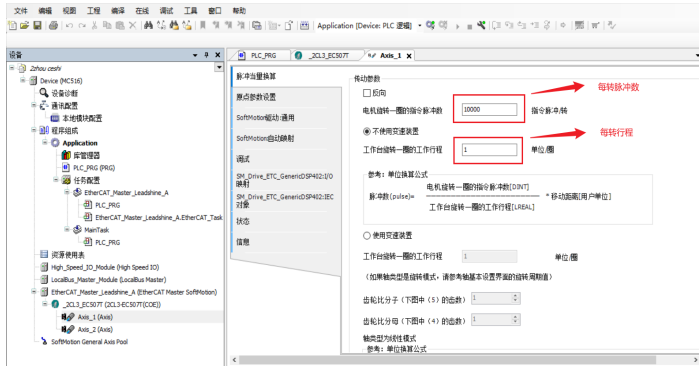 文件 编辑 视图 工程 编译 在线 调试 工具 窗口 帮助
Application [Device: PLC 逻辑]
设备
2zhou ceshi
Device (MC516)
设备诊断
通讯配置
本地模块配置
程序组成
Application
库管理器
PLC_PRG (PRG)
任务配置
EtherCAT_Master_Leadshine_A
PLC_PRG
EtherCAT_Master_Leadshine_A.EtherCAT_Task
MainTask
PLC_PRG
资源使用表
High_Speed_IO_Module (High Speed IO)
LocalBus_Master_Module (LocalBus Master)
EtherCAT_Master_Leadshine_A (EtherCAT Master SoftMotion)
_2CL3_EC507T (2CL3-EC507T(COE))
Axis_1 (Axis)
Axis_2 (Axis)
SoftMotion General Axis Pool
PLC_PRG
_2CL3_EC507T
Axis_1
脉冲当量换算
原点参数设置
SoftMotion驱动:通用
SoftMotion自动映射
调试
SM_Drive_ETC_GenericDSP402:I/O
映射
SM_Drive_ETC_GenericDSP402:IEC
对象
状态
信息
传动参数
反向
每转脉冲数
电机旋转一圈的指令脉冲数 10000 指令脉冲/转
不使用变速装置
每转行程
工作台旋转一圈的工作行程 1 单位/圈
参考: 单位换算公式
电机旋转一圈的指令脉冲数[DINT]
脉冲数(pulse)= * 移动距离[用户单位]
工作台旋转一圈的工作行程[LREAL]
使用变速装置
工作台旋转一圈的工作行程 1 单位/圈
(如果轴类型是旋转模式,请参考轴基本设置界面的旋转周期值)
齿轮比分子(下图中(5)的齿数) 1
齿轮比分母(下图中(4)的齿数) 1
轴类型为线性模式
参考: 单位换算公式